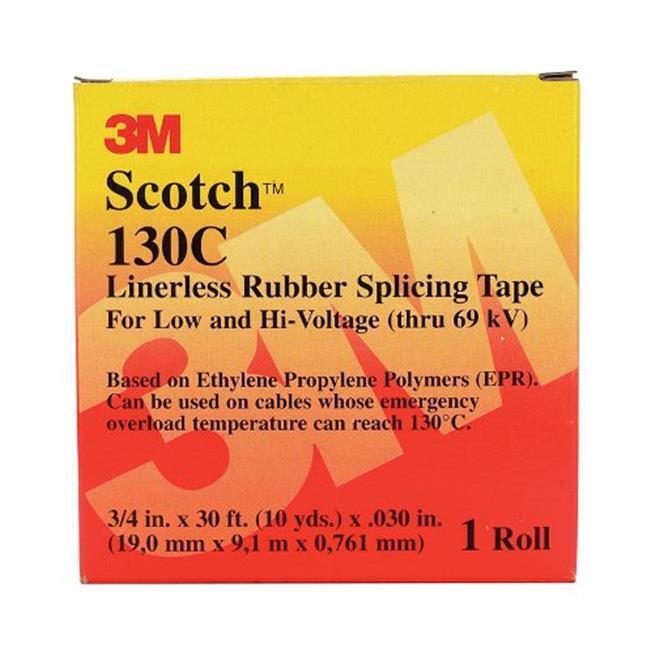 3M
Scotch™
130C
Linerless Rubber Splicing Tape
For Low and Hi-Voltage (thru 69 kV)
Based on Ethylene Propylene Polymers (EPR).
Can be used on cables whose emergency
overload temperature can reach 130°C.
3/4 in. x 30 ft. (10 yds.) x .030 in.
(19,0 mm x 9,1 m x 0,761 mm)
1 Roll
3M